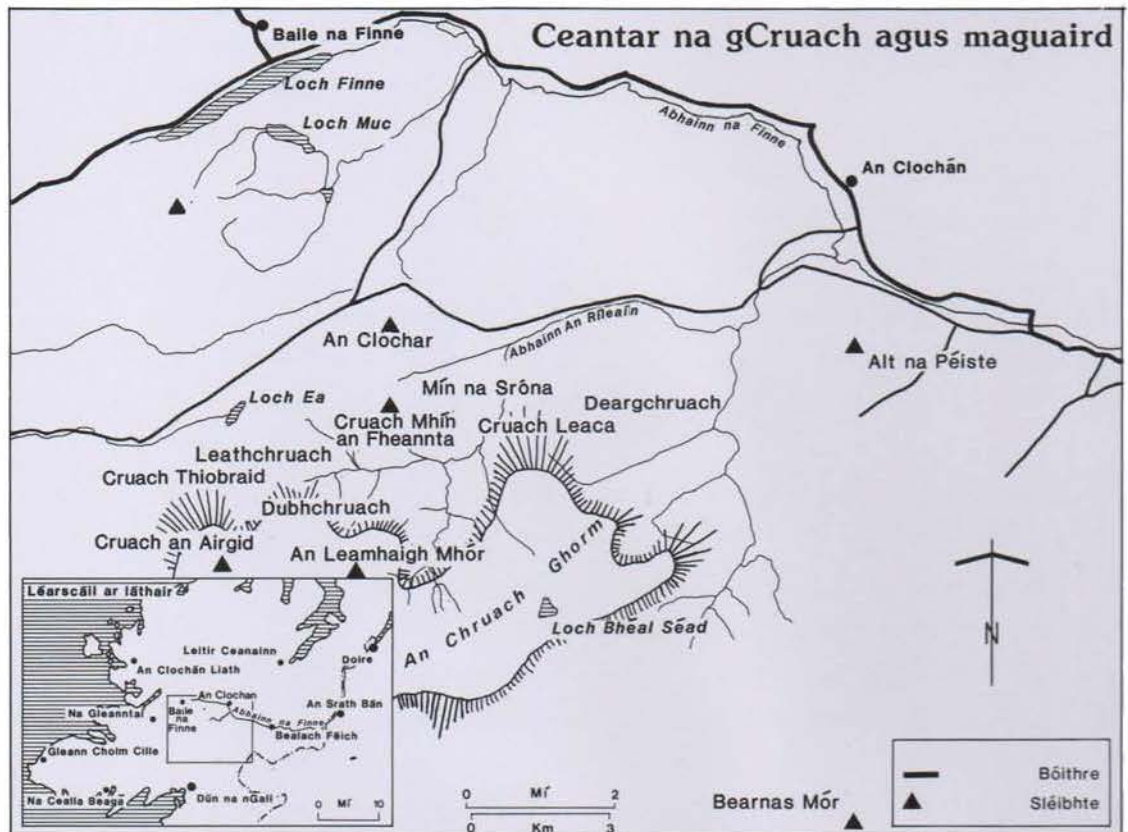 Ceantar na gCruach agus maguaird
Baile na Finne
Loch Finne
Loch Muc
Abhainn na Finne
An Clochán
An Clochar
Abhainn An Ríleáin
Alt na Péiste
Mín na Sróna
Loch Ea
Deargchruach
Cruach Mhín
an Fheannta
Cruach Leaca
Leathchruach
Cruach Thiobraid
Dubhchruach
Cruach an Airgid
An Leamhaigh Mhór
An Chruach Ghorm
Loch Bhéal Séad
N
Léarscáil ar láthair
Leitir Ceanainn
Doire
An Clochán Liath
An Clochan
An Srath Bán
Na Gleanntaí
Baile
na
Finne
Abhainn na Finne
Bealach Féich
Gleann Cholm Cille
Na Cealla Beaga
Dún na nGall
0 Mí 10
0 Mí 2
0 Km 3
Bearnas Mór
Bóithre
Sléibhte